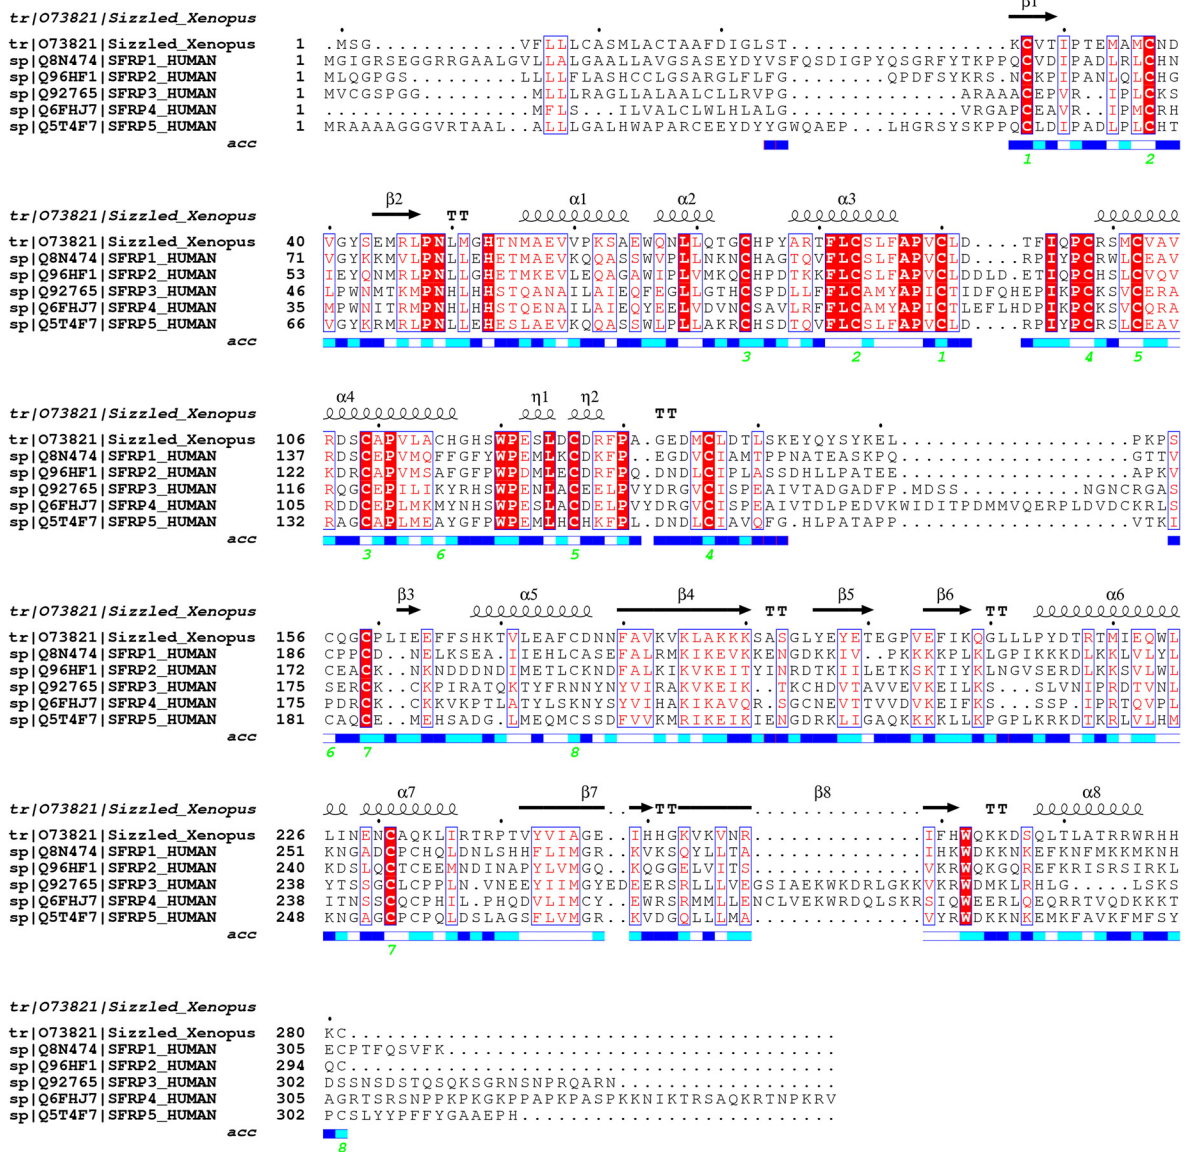 β1
tr|O73821|Sizzled_Xenopus
tr|O73821|Sizzled_Xenopus 1 .MSG............VFLLLCASMLACTAAFDIGLST..................KCVTIPTEMAMCND
sp|Q8N474|SFRP1_HUMAN 1 MGIGRSEGGRRGAALGVLLALGAALLAVGSASEYDYVSFQSDIGPYQSGRFYTKPPQCVDIPADLRLCHN
sp|Q96HF1|SFRP2_HUMAN 1 MLQGPGS.........LLLLFLASHCCLGSARGLFLFG.........QPDFSYKRSNCKPIPANLQLCHG
sp|Q92765|SFRP3_HUMAN 1 MVCGSPGG........MLLLRAGLLALAALCLLRVPG...............ARAAACEPVR..IPLCKS
sp|Q6FHJ7|SFRP4_HUMAN 1 ................MFLS...ILVALCLWLHLALG...............VRGAPCEAVR..IPMCRH
sp|Q5T4F7|SFRP5_HUMAN 1 MRAAAAGGGVRTAAL..ALLLGALHWAPARCEEYDYYGWQAEP...LHGRSYSKPPQCLDIPADLPLCHT
acc
1 2
β2 TT α1 α2 α3
tr|O73821|Sizzled_Xenopus
tr|O73821|Sizzled_Xenopus 40 VGYSEMRLPNLMGHTNMAEVVPKSAEWQNLLQTGCHPYARTFLCSLFAPVCLD....TFIQPCRSMCVAV
sp|Q8N474|SFRP1_HUMAN 71 VGYKKMVLPNLLEHETMAEVKQQASSWVPLLNKNCHAGTQVFLCSLFAPVCLD....RPIYPCRWLCEAV
sp|Q96HF1|SFRP2_HUMAN 53 IEYQNMRLPNLLGHETMKEVLEQAGAWIPLVMKQCHPDTKKFLCSLFAPVCLDDLD.ETIQPCHSLCVQV
sp|Q92765|SFRP3_HUMAN 46 LPWNMTKMPNHLHHSTQANAILAIEQFEGLLGTHCSPDLLFFLCAMYAPICTIDFQHEPIKPCKSVCERA
sp|Q6FHJ7|SFRP4_HUMAN 35 MPWNITRMPNHLHHSTQENAILAIEQYEELVDVNCSAVLRFFLCAMYAPICTLEFLHDPIKPCKSVCQRA
sp|Q5T4F7|SFRP5_HUMAN 66 VGYKRMRLPNLLEHESLAEVKQQASSWLPLLAKRCHSDTQVFLCSLFAPVCLD....RPIYPCRSLCEAV
acc
3 2 1 4 5
α4 η1 η2 TT
tr|O73821|Sizzled_Xenopus
tr|O73821|Sizzled_Xenopus 106 RDSCAPVLACHGHSWPESLDCDRFPA.GEDMCLDTLSKEYQYSYKEL...................PKPS
sp|Q8N474|SFRP1_HUMAN 137 RDSCEPVMQFFGFYWPEMLKCDKFP..EGDVCIAMTPPNATEASKPQ...................GTTV
sp|Q96HF1|SFRP2_HUMAN 122 KDRCAPVMSAFGFPWPEMLECDRFPQ.DNDLCIPLASSDHLLPATEE...................APKV
sp|Q92765|SFRP3_HUMAN 116 RQGCEPILIKYRHSWPENLACEELPVYDRGVCISPEAIVTADGADFP.MDSS..........NGNCRGAS
sp|Q6FHJ7|SFRP4_HUMAN 105 RDDCEPLMKMYNHSWPESLACDELPVYDRGVCISPEAIVTDLPEDVKWIDITPDMMVQERPLDVDCKRLS
sp|Q5T4F7|SFRP5_HUMAN 132 RAGCAPLMEAYGFPWPEMLHCHKFPL.DNDLCIAVQFG.HLPATAPP...................VTKI
acc
3 6 5 4
β3 α5 β4 TT β5 β6 TT α6
tr|O73821|Sizzled_Xenopus
tr|O73821|Sizzled_Xenopus 156 CQGCPLIEEFFSHKTVLEAFCDNNFAVKVKLAKKKSASGLYEYETEGPVEFIKQGLLLPYDTRTMIEQWL
sp|Q8N474|SFRP1_HUMAN 186 CPPCD..NELKSEA.IIEHLCASEFALRMKIKEVKKENGDKKIV..PKKKKPLKLGPIKKKDLKKLVLYL
sp|Q96HF1|SFRP2_HUMAN 172 CEACK..NKNDDDNDIMETLCKNDFALKIKVKEITYINRDTKIILETKSKTIYKLNGVSERDLKKSVLWL
sp|Q92765|SFRP3_HUMAN 175 SERCK..CKPIRATQKTYFRNNYNYVIRAKVKEIK..TKCHDVTAVVEVKEILKS...SLVNIPRDTVNL
sp|Q6FHJ7|SFRP4_HUMAN 175 PDRCK..CKKVKPTLATYLSKNYSYVIHAKIKAVQR.SGCNEVTTVVDVKEIFKS...SSPIPRTQVPLI
sp|Q5T4F7|SFRP5_HUMAN 181 CAQCE..MEHSADG.LMEQMCSSDFVVKMRIKEIKIENGDRKLIGAQKKKKLLKPGPLKRKDTKRLVLHM
acc
6 7 8
α7 β7 TT β8 TT α8
tr|O73821|Sizzled_Xenopus
tr|O73821|Sizzled_Xenopus 226 LINENCAQKLIRTRPTVYVIAGE..IHHGKVKVNR..............IFHWQKKDSQLTLATRRWRHH
sp|Q8N474|SFRP1_HUMAN 251 KNGADCPCHQLDNLSHHFLIMGR..KVKSQYLLTA..............IHKWDKKNKEFKNFMKKMKNH
sp|Q96HF1|SFRP2_HUMAN 240 KDSLQCTCEEMNDINAPYLVMGQ..KQGGELVITS..............VKRWQKGQREFKRISRSIRKL
sp|Q92765|SFRP3_HUMAN 238 YTSSGCLCPPLN.VNEEYIIMGYEDEERSRLLLVEGSIAEKWKDRLGKKVKRWDMKLRHLG....LSKS
sp|Q6FHJ7|SFRP4_HUMAN 238 ITNSSCQCPHIL.PHQDVLIMCY..EWRSRMMLLENCLVEKWRDQLSKRSIQWEERLQEQRRTVQDKKKT
sp|Q5T4F7|SFRP5_HUMAN 248 KNGAGCPCPQLDSLAGSFLVMGR..KVDGQLLLMA..............VYRWDKKNKEMKFAVKFMFSY
acc
7
tr|O73821|Sizzled_Xenopus
tr|O73821|Sizzled_Xenopus 280 KC........................................
sp|Q8N474|SFRP1_HUMAN 305 ECPTFQSVFK................................
sp|Q96HF1|SFRP2_HUMAN 294 QC........................................
sp|Q92765|SFRP3_HUMAN 302 DSSNSDSTQSQKSGRNSNPRQARN..................
sp|Q6FHJ7|SFRP4_HUMAN 305 AGRTSRSNPPKPKGKPPAPKPASPKKNIKTRSAQKRTNPKRV
sp|Q5T4F7|SFRP5_HUMAN 302 PCSLYYPFFYGAAEPH..........................
acc
8